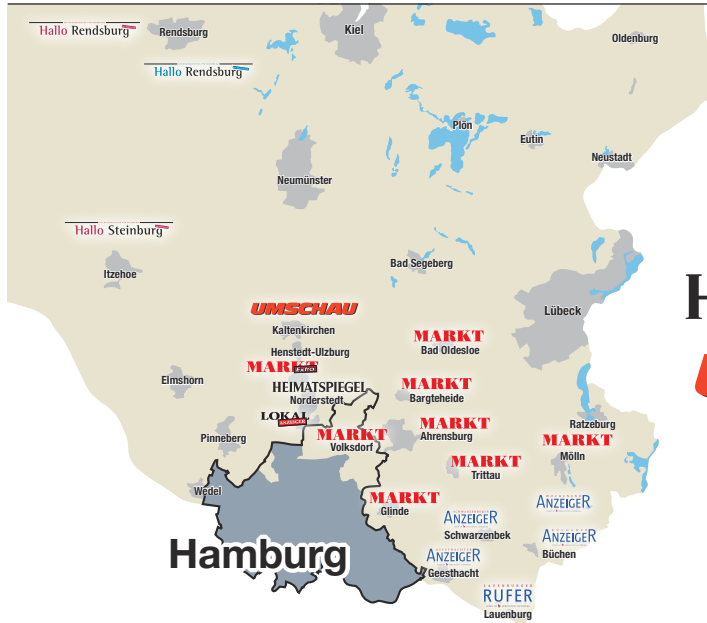 Kiel
Hallo Rendsburg
Rendsburg
Oldenburg
Hallo Rendsburg
Plön
Eutin
Neustadt
Neumünster
Hallo Steinburg
Bad Segeberg
Itzehoe
UMSCHAU
Lübeck
Kaltenkirchen
MARKT
Bad Oldesloe
Henstedt-Ulzburg
MARKT
Extra
Elmshorn
HEIMATSPIEGEL
Norderstedt
MARKT
Bargteheide
LOKAL
ANZEIGER
Pinneberg
MARKT
Volksdorf
MARKT
Ahrensburg
Ratzeburg
MARKT
Mölln
MARKT
Trittau
Wedel
MARKT
Glinde
ANZEIGER
ANZEIGER
Schwarzenbek
ANZEIGER
Büchen
Hamburg
ANZEIGER
Geesthacht
RUFER
Lauenburg
H